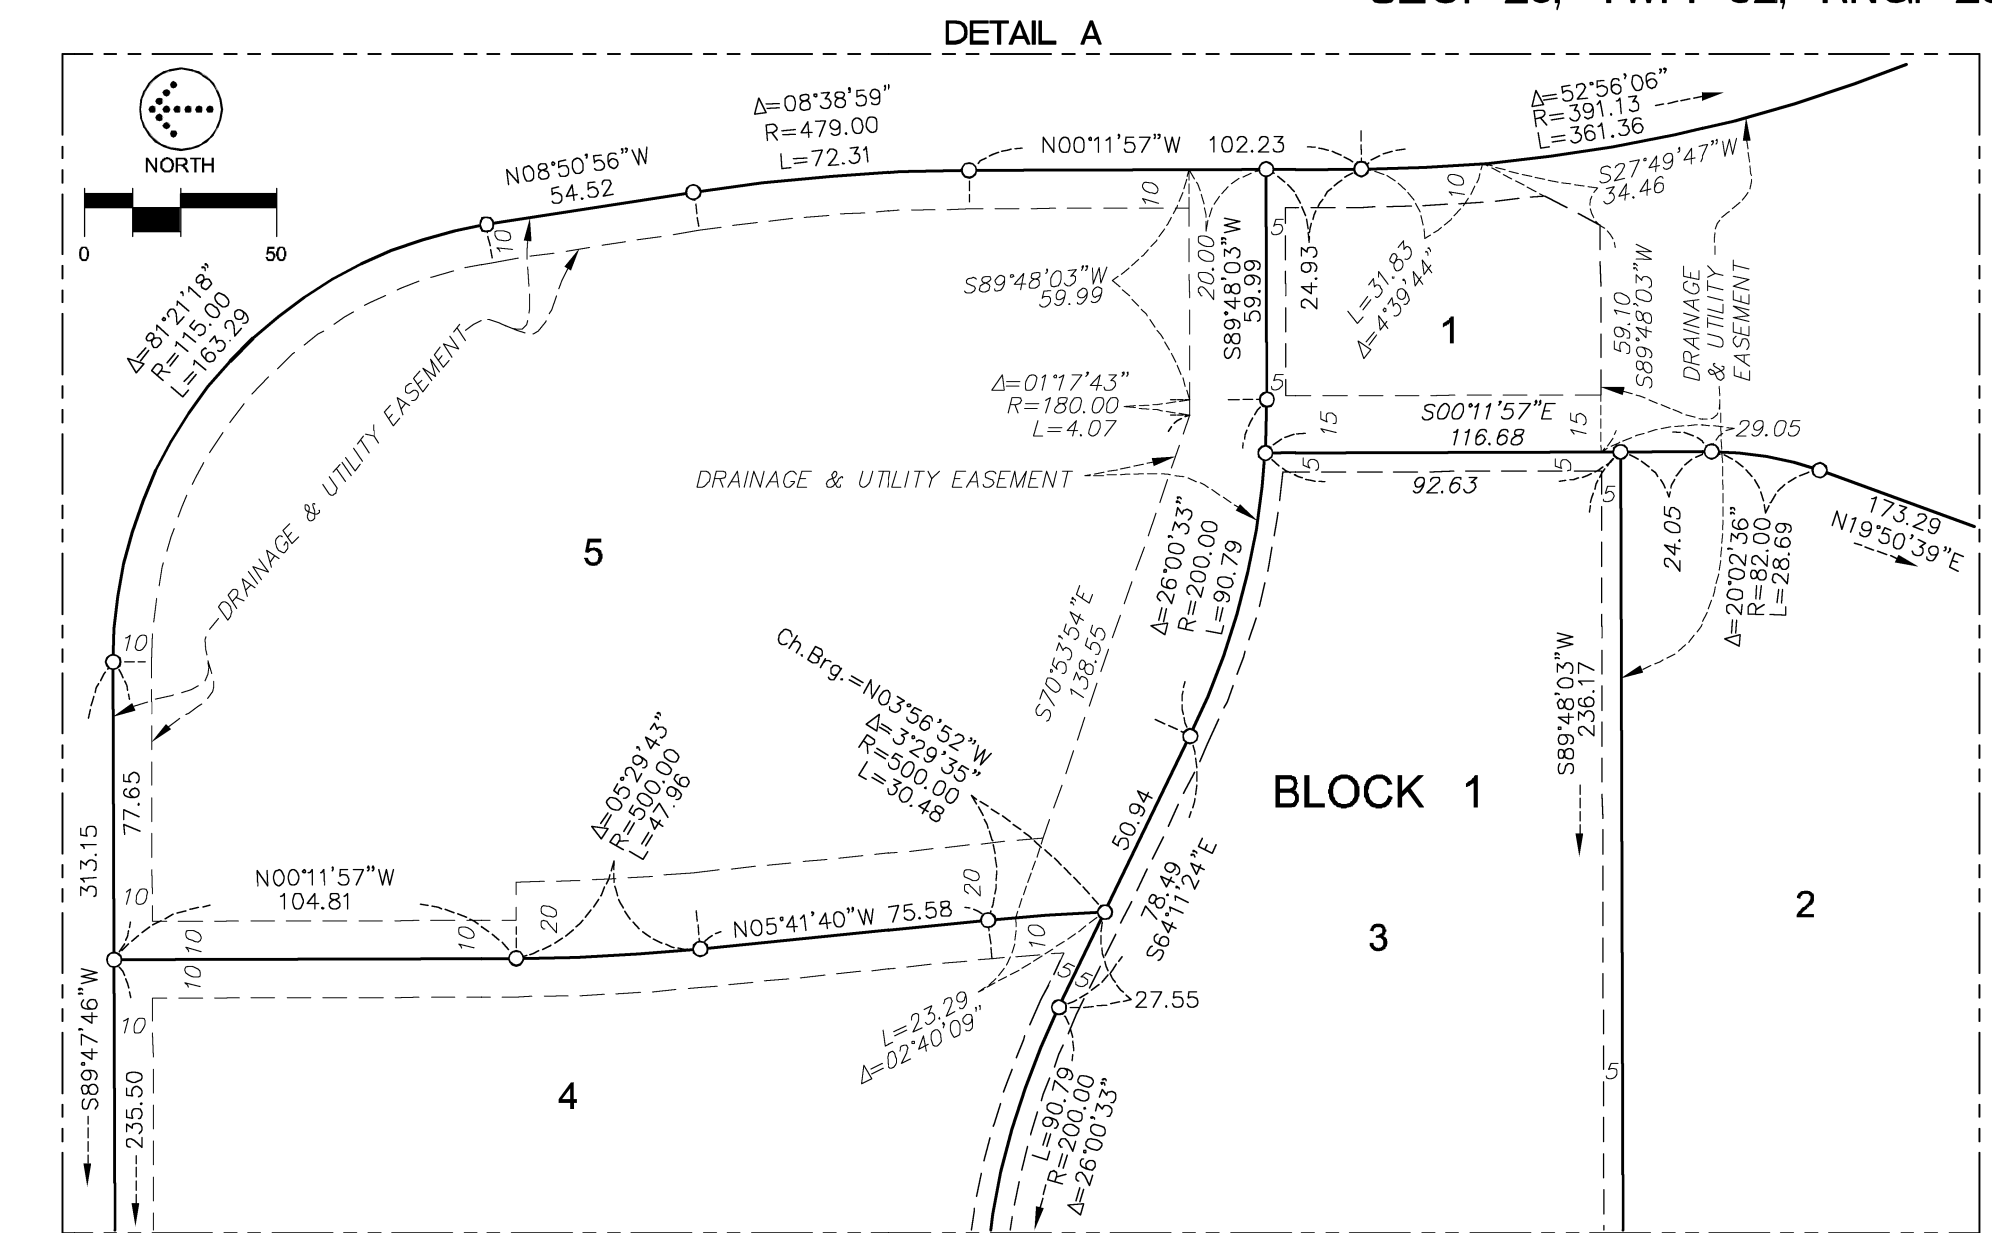 DETAIL A
NORTH
0 50
Δ=08°38'59"
R=479.00
L=72.31
N08°50'56"W
54.52
N00°11'57"W 102.23
Δ=52°56'06"
R=391.13
L=361.36
S27°49'47"W
34.46
10
10
10
5
Δ=81°21'18"
R=115.00
L=163.29
S89°48'03"W
59.99
20.00
S89°48'03"W
59.99
24.93
L=31.83
Δ=4°39'44"
1
59.10
S89°48'03"W
DRAINAGE
& UTILITY
EASEMENT
DRAINAGE & UTILITY EASEMENT
Δ=01°17'43"
R=180.00
L=4.07
5
15
S00°11'57"E
116.68
15
29.05
DRAINAGE & UTILITY EASEMENT
5
92.63
5
5
24.05
Δ=20°02'36"
R=82.00
L=28.69
173.29
N19°50'39"E
5
Δ=26°00'33"
R=200.00
L=90.79
S70°53'54"E
138.55
10
Ch.Brg.=N03°56'52"W
Δ=3°29'35"
R=500.00
L=30.48
Δ=05°29'43"
R=500.00
L=47.96
S89°48'03"W
236.17
BLOCK 1
77.65
313.15
50.94
78.49
S64°11'24"E
N00°11'57"W
104.81
10
10
10
10
20
N05°41'40"W 75.58
20
10
2
3
5
5
27.55
L=23.29
Δ=02°40'09"
S89°47'46"W
10
235.50
4
L=90.79
R=200.00
Δ=26°00'33"
5